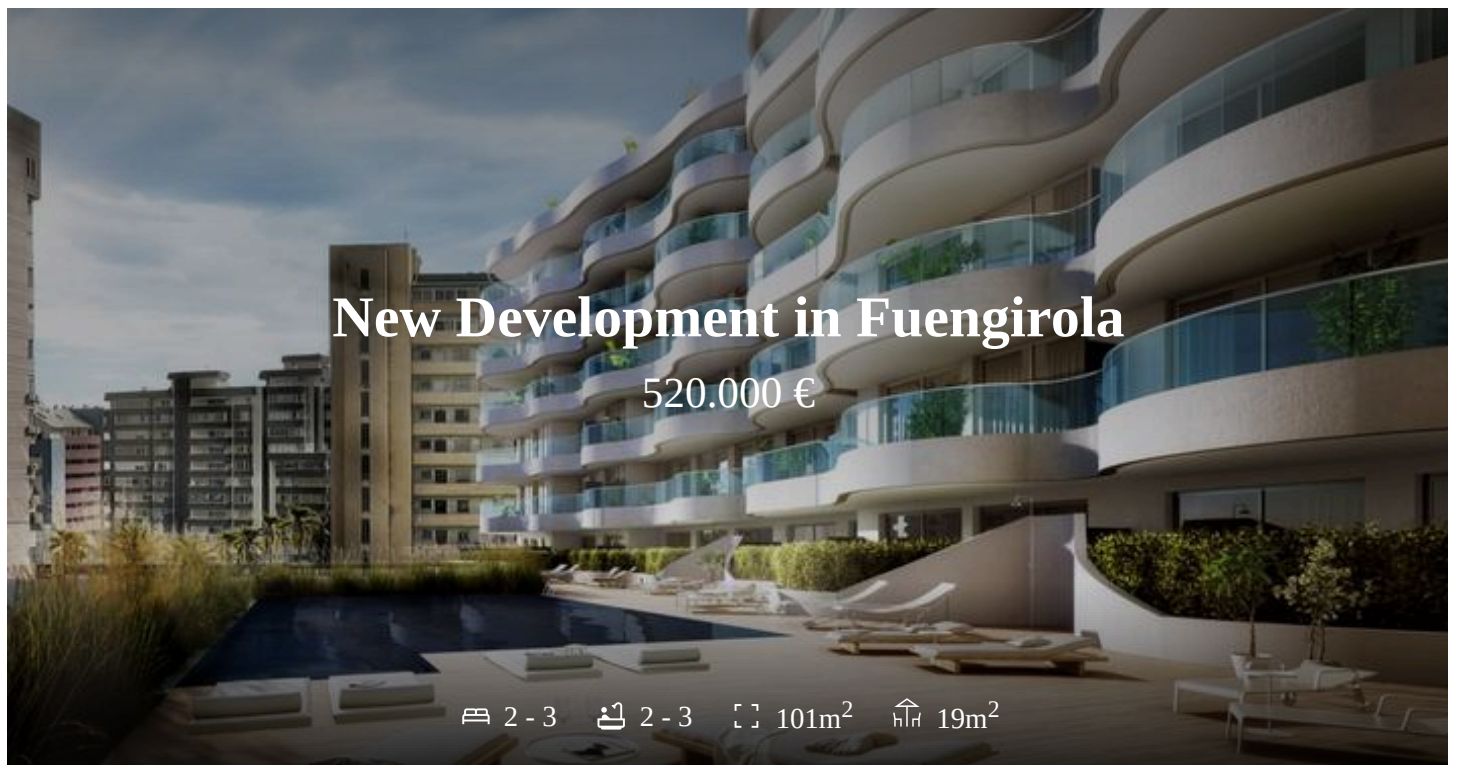 New Development in Fuengirola
520.000 €
2 - 3 2 - 3 101m² 19m²